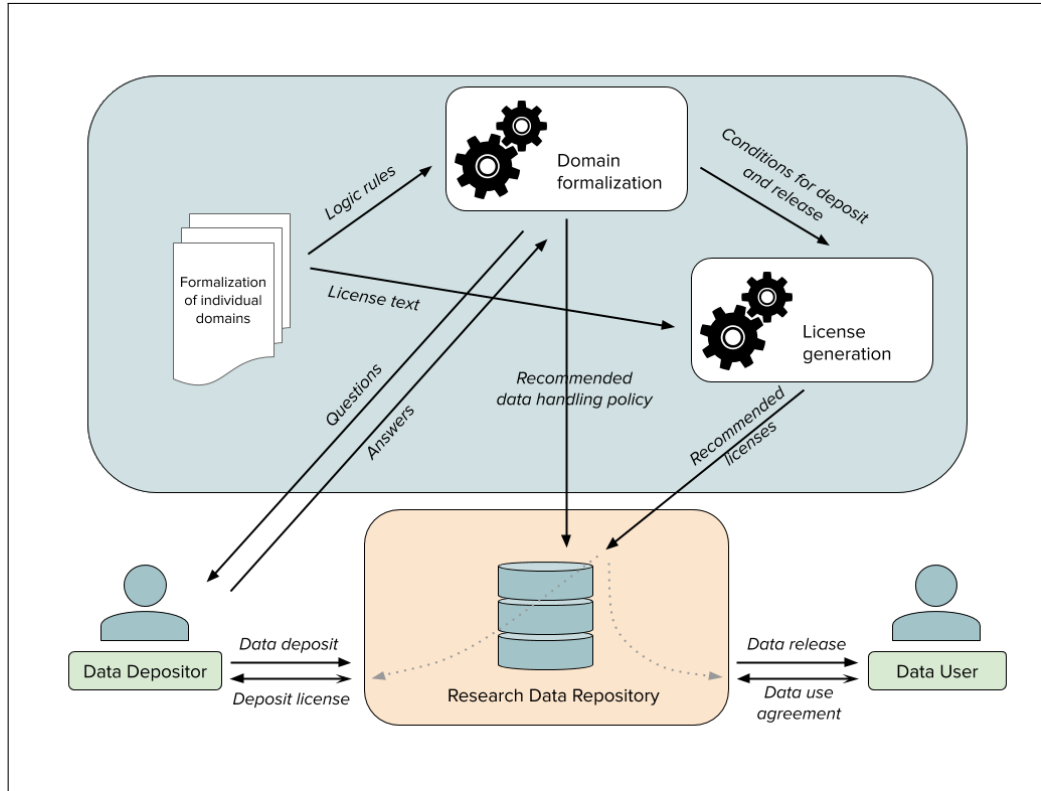 Domain
formalization
Logic rules
Conditions for deposit
and release
Formalization
of individual
domains
License text
License
generation
Questions
Answers
Recommended
data handling policy
Recommended
licenses
Data deposit
Data Depositor
Deposit license
Research Data Repository
Data release
Data User
Data use
agreement